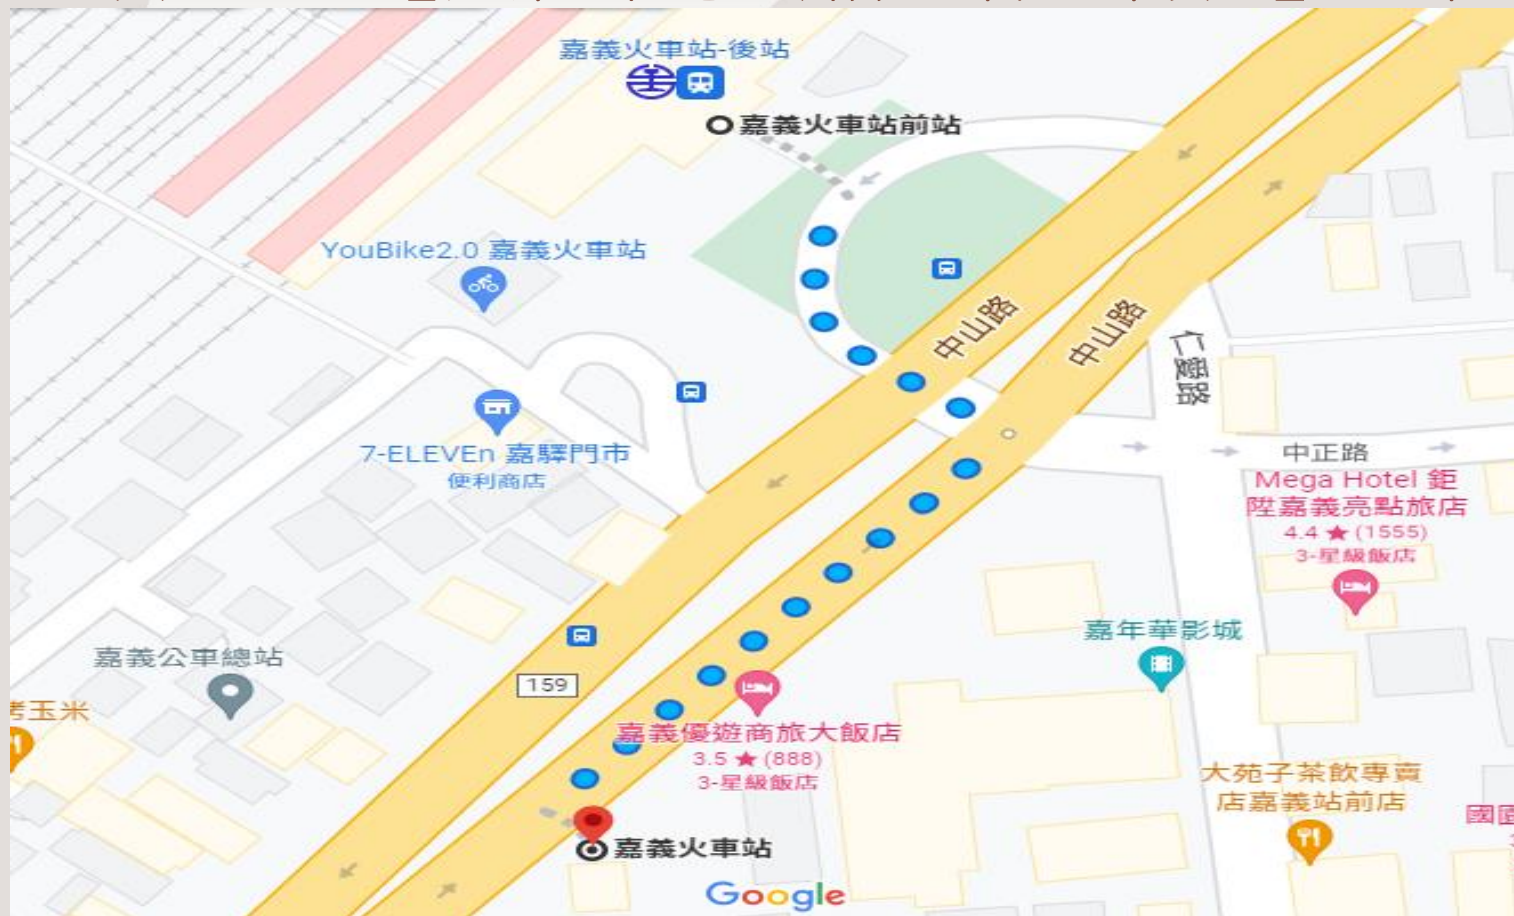 嘉義火車站-後站
嘉義火車站前站
YouBike2.0 嘉義火車站
中山路
中山路
仁愛路
7-ELEVEn 嘉驛門市
便利商店
中正路
Mega Hotel 鉅
陞嘉義亮點旅店
4.4 ★ (1555)
3-星級飯店
嘉年華影城
嘉義公車總站
159
烤玉米
嘉義優遊商旅大飯店
3.5 ★ (888)
3-星級飯店
大苑子茶飲專賣
店嘉義站前店
嘉義火車站
Google